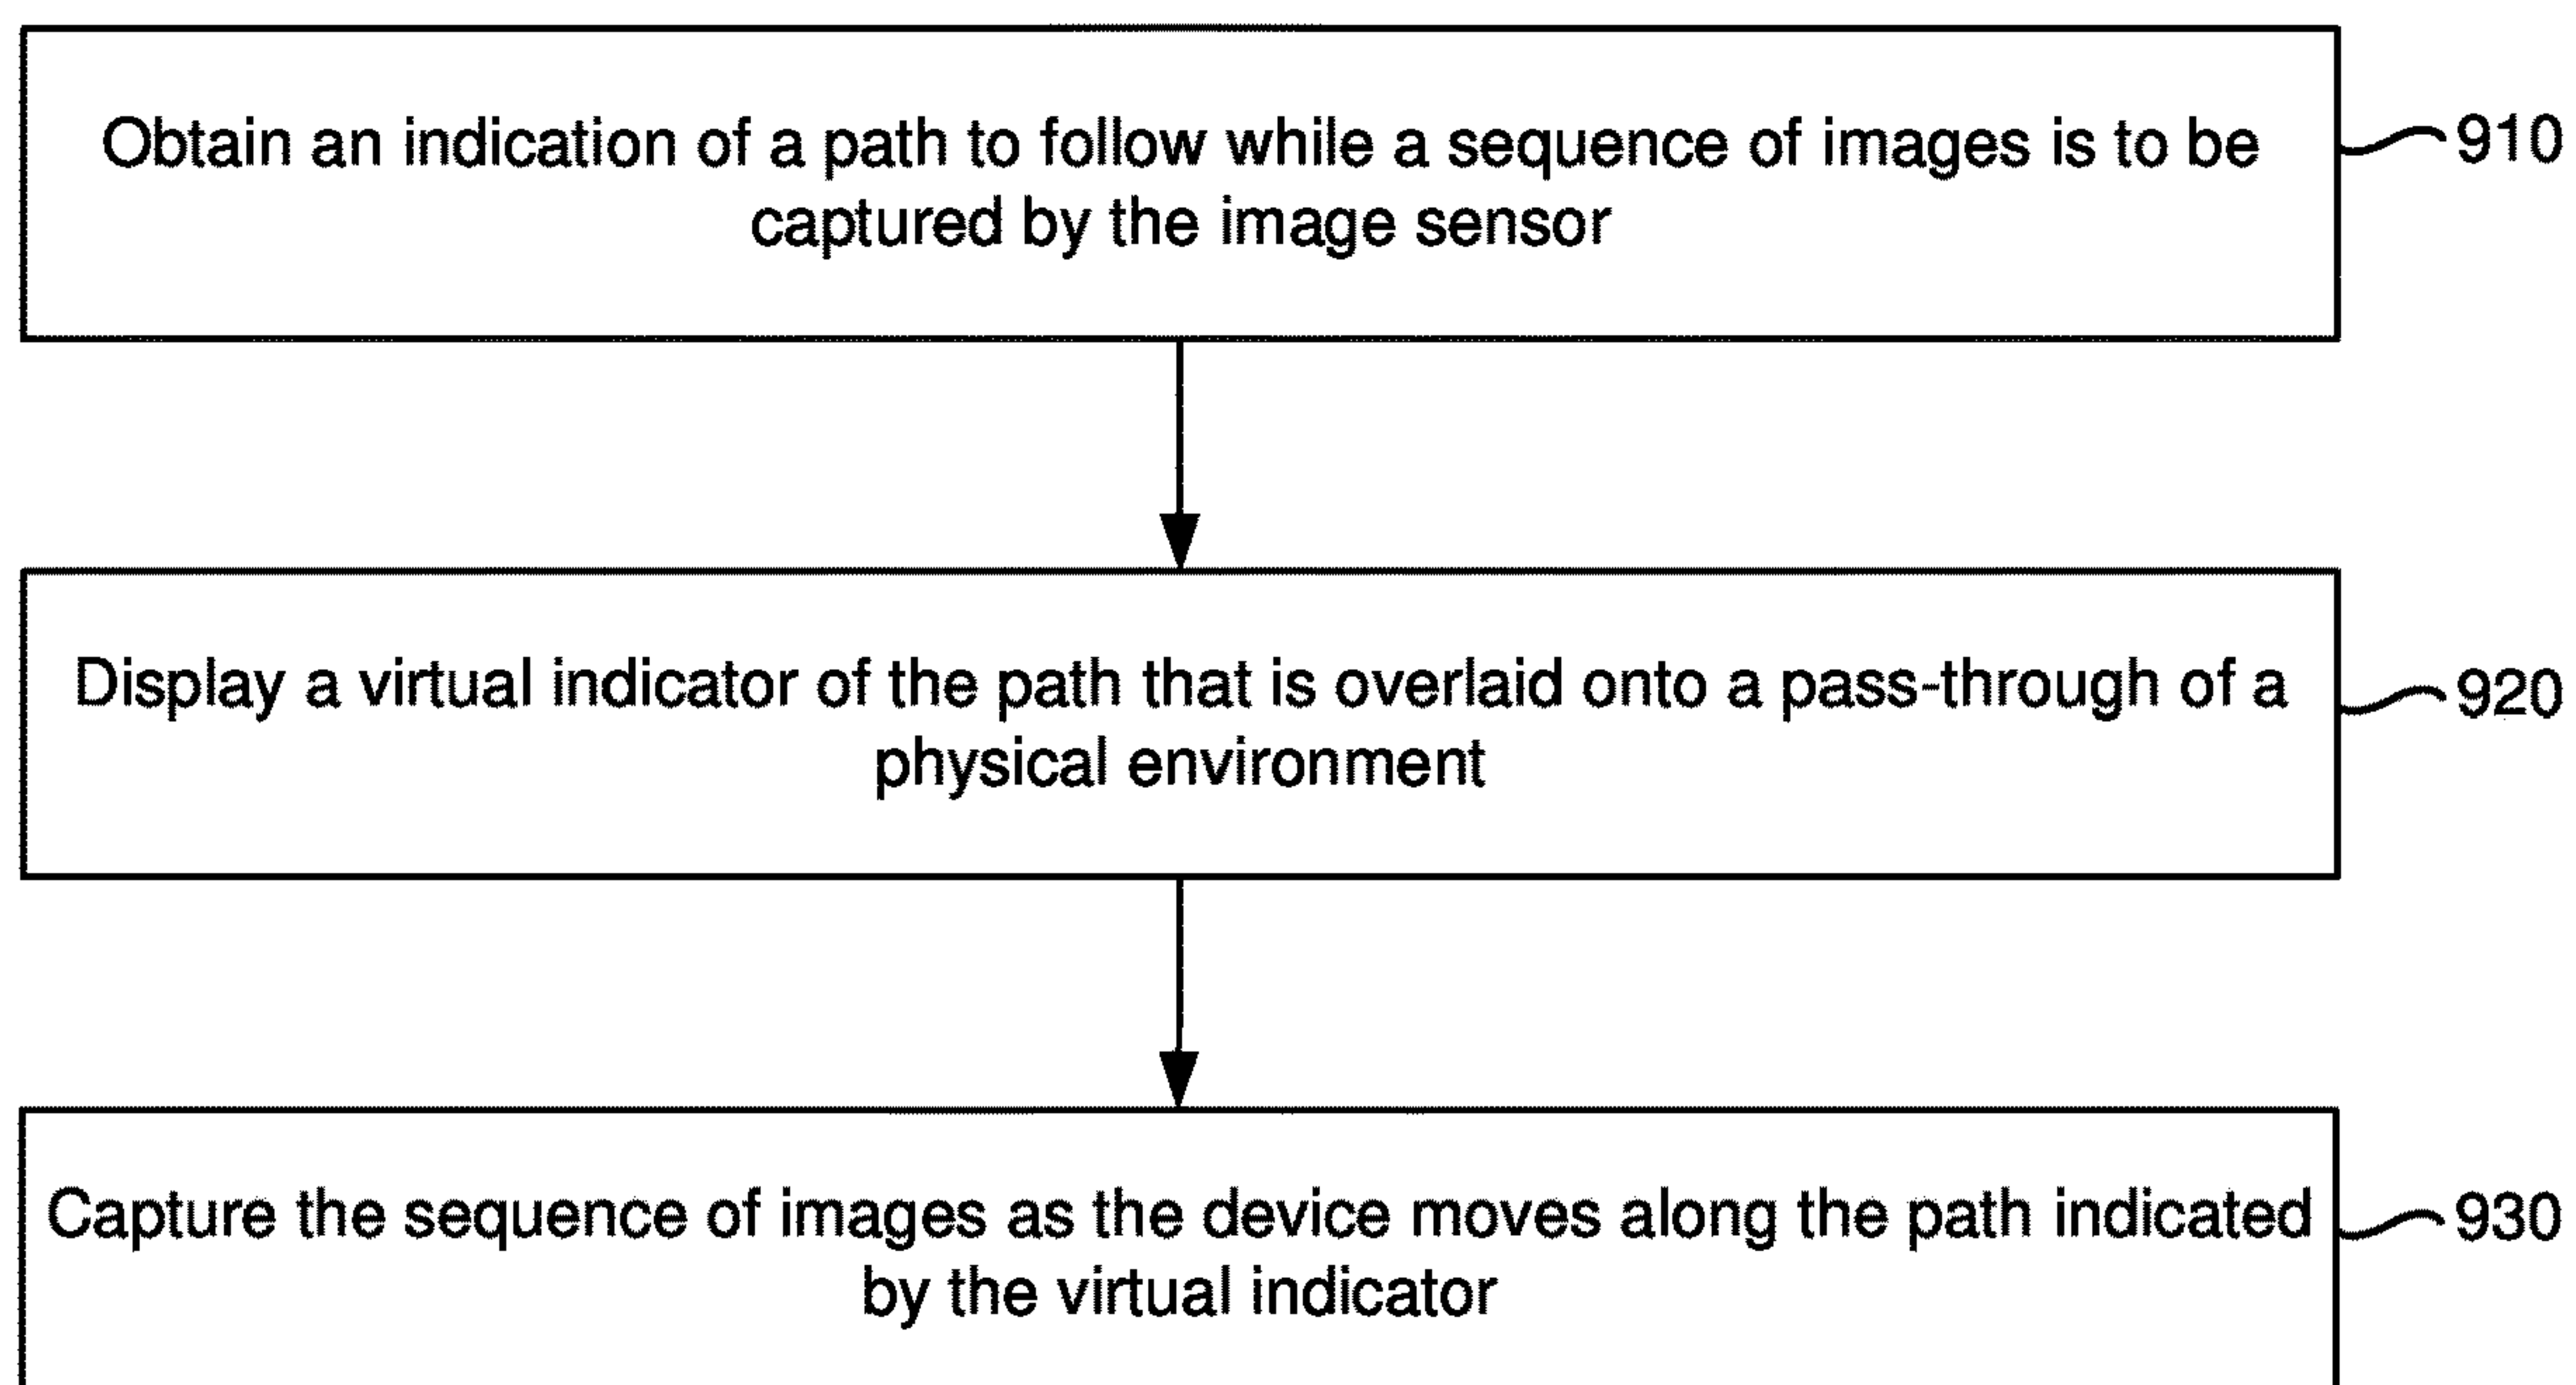 Obtain an indication of a path to follow while a sequence of images is to be
captured by the image sensor
910
Display a virtual indicator of the path that is overlaid onto a pass-through of a
physical environment
920
Capture the sequence of images as the device moves along the path indicated
by the virtual indicator
930